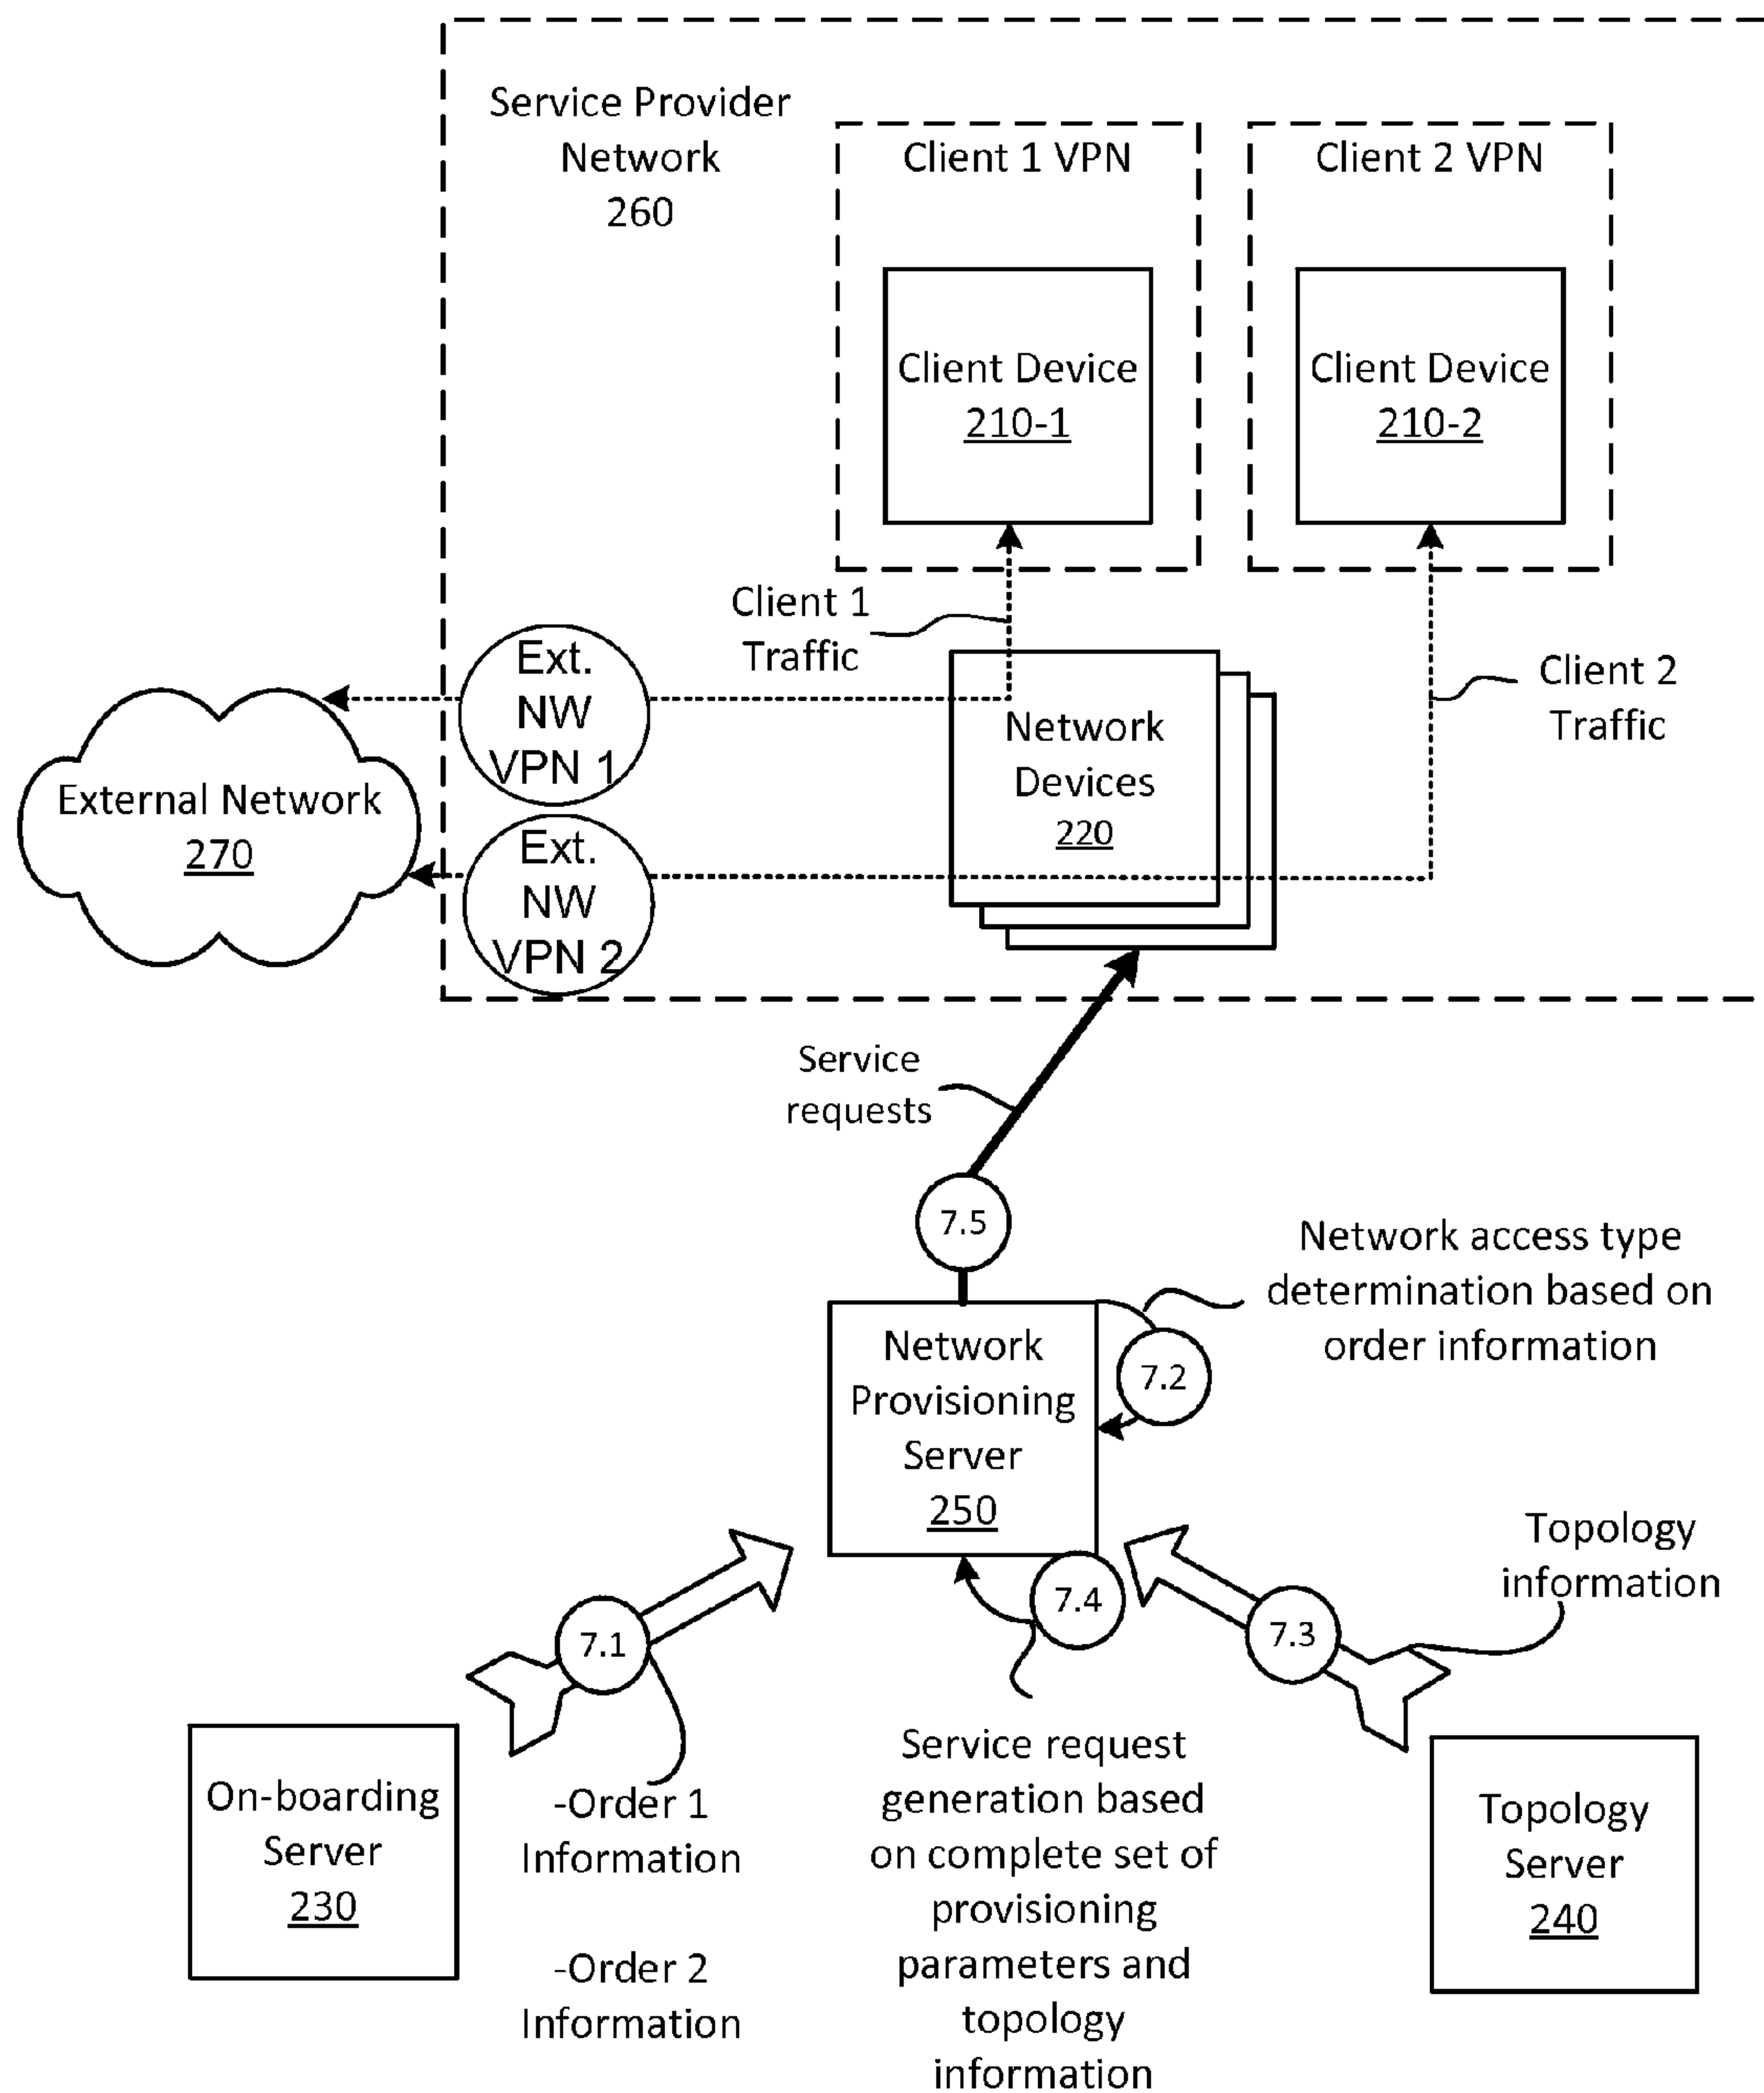 Service Provider
Network
260
Client 1 VPN
Client 2 VPN
Client Device
210-1
Client Device
210-2
Client 1
Traffic
Client 2
Traffic
Ext.
NW
VPN 1
Network
Devices
220
External Network
270
Ext.
NW
VPN 2
Service
requests
7.5
Network access type
determination based on
order information
Network
Provisioning
Server
250
7.2
Topology
information
7.1
7.4
7.3
On-boarding
Server
230
-Order 1
Information
-Order 2
Information
Service request
generation based
on complete set of
provisioning
parameters and
topology
information
Topology
Server
240